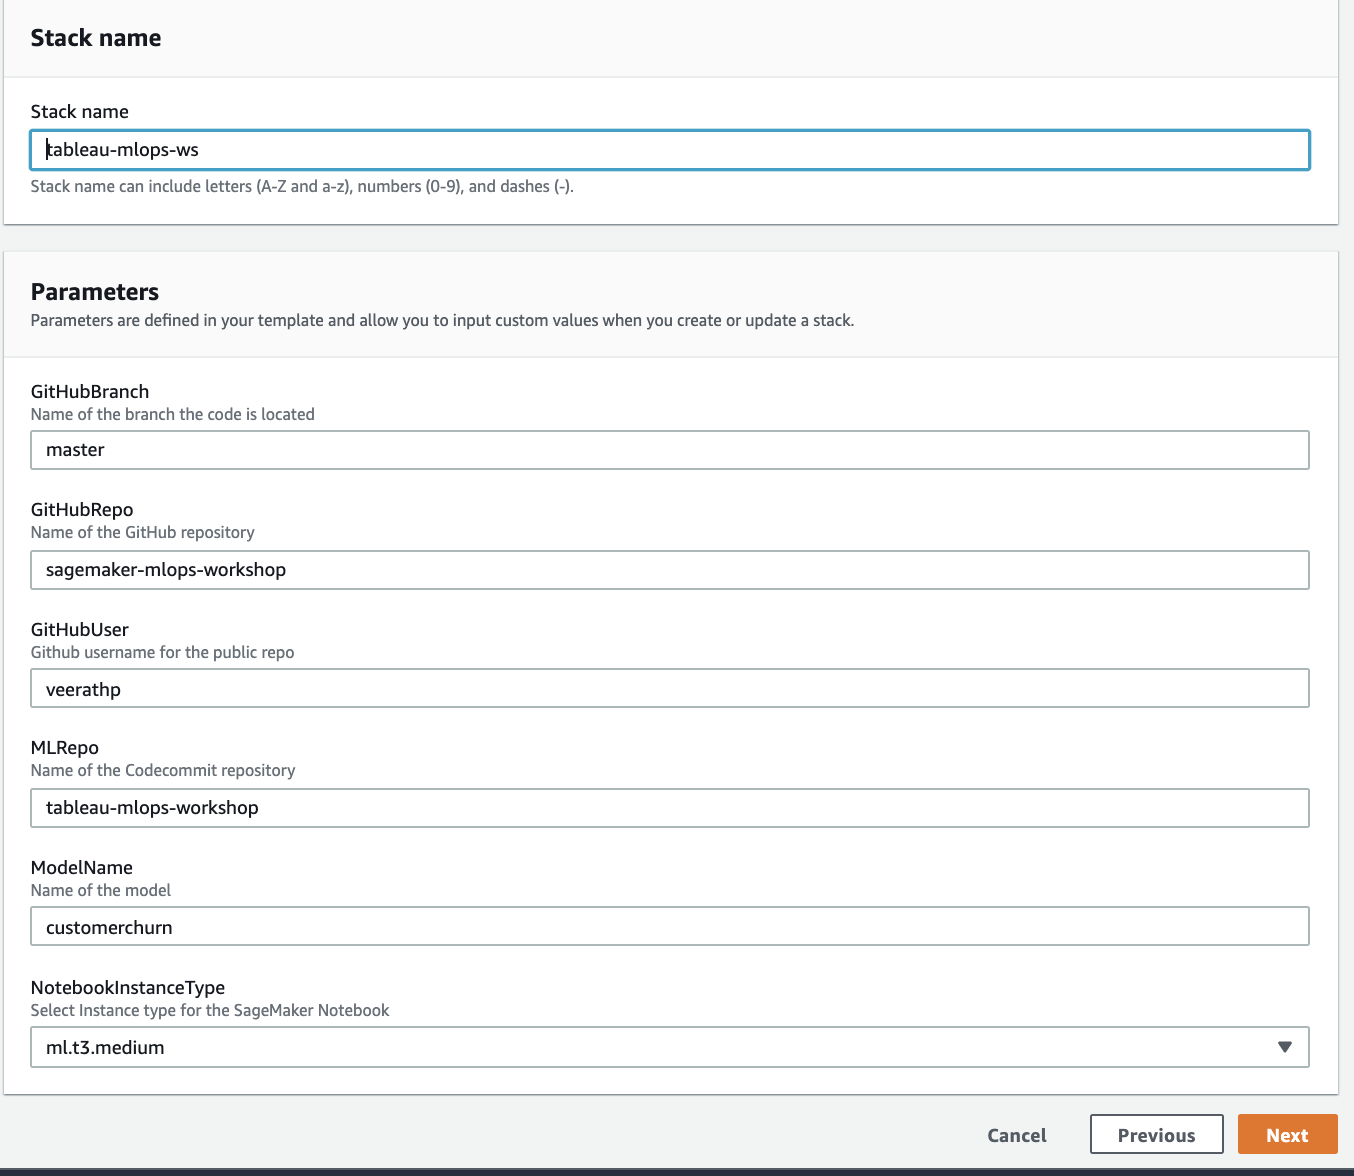 Stack name
Stack name
tableau-mlops-ws
Stack name can include letters (A-Z and a-z), numbers (0-9), and dashes (-).
Parameters
Parameters are defined in your template and allow you to input custom values when you create or update a stack.
GitHubBranch
Name of the branch the code is located
master
GitHubRepo
Name of the GitHub repository
sagemaker-mlops-workshop
GitHubUser
Github username for the public repo
veerathp
MLRepo
Name of the Codecommit repository
tableau-mlops-workshop
ModelName
Name of the model
customerchurn
NotebookInstanceType
Select Instance type for the SageMaker Notebook
ml.t3.medium
Cancel
Previous
Next